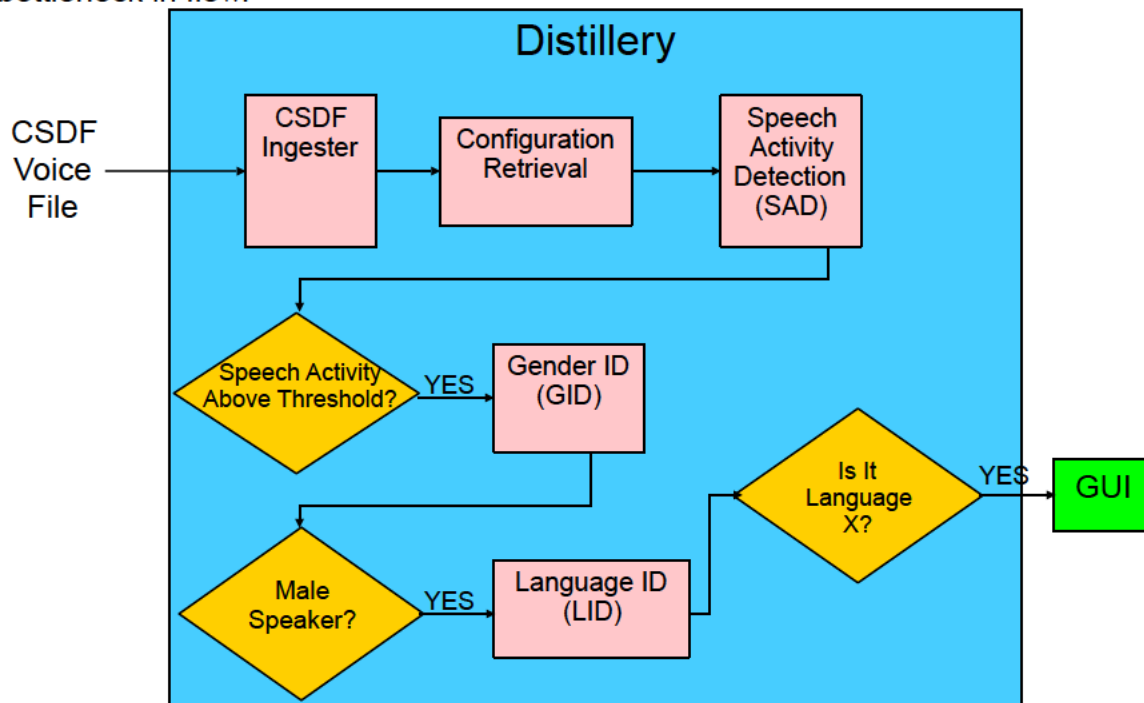 Distillery
CSDF
Voice
File
CSDF
Ingester
Configuration
Retrieval
Speech
Activity
Detection
(SAD)
Speech Activity
Above Threshold?
YES
Gender ID
(GID)
Male
Speaker?
YES
Language ID
(LID)
Is It
Language
X?
YES
GUI